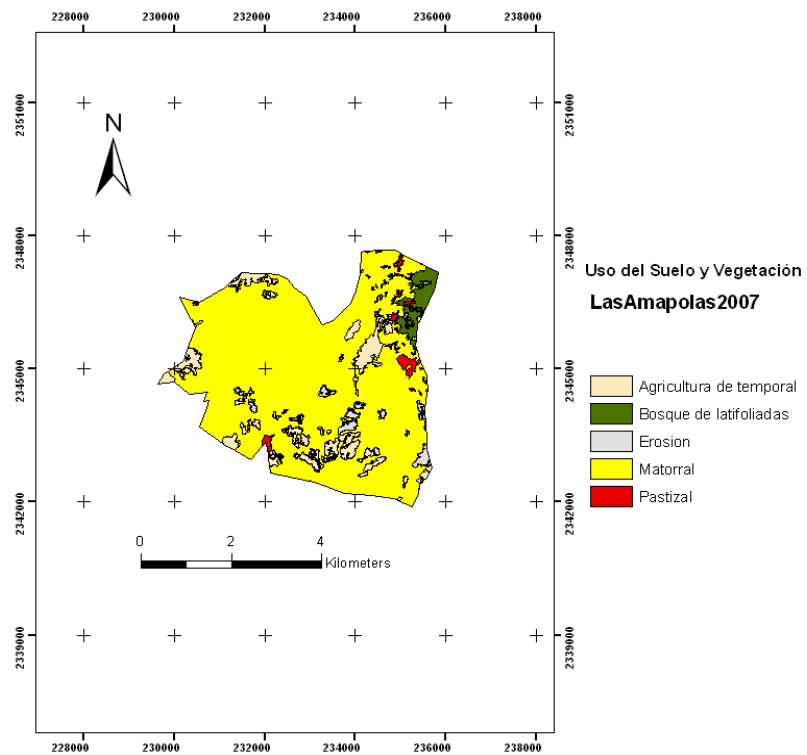 228000 230000 232000 234000 236000 238000
2351000 2351000
N
2348000 2348000
Uso del Suelo y Vegetación
LasAmapolas2007
2345000 2345000
Agricultura de temporal
Bosque de latifoliadas
Erosion
Matorral
Pastizal
2342000 2342000
0 2 4
Kilometers
2339000 2339000
228000 230000 232000 234000 236000 238000